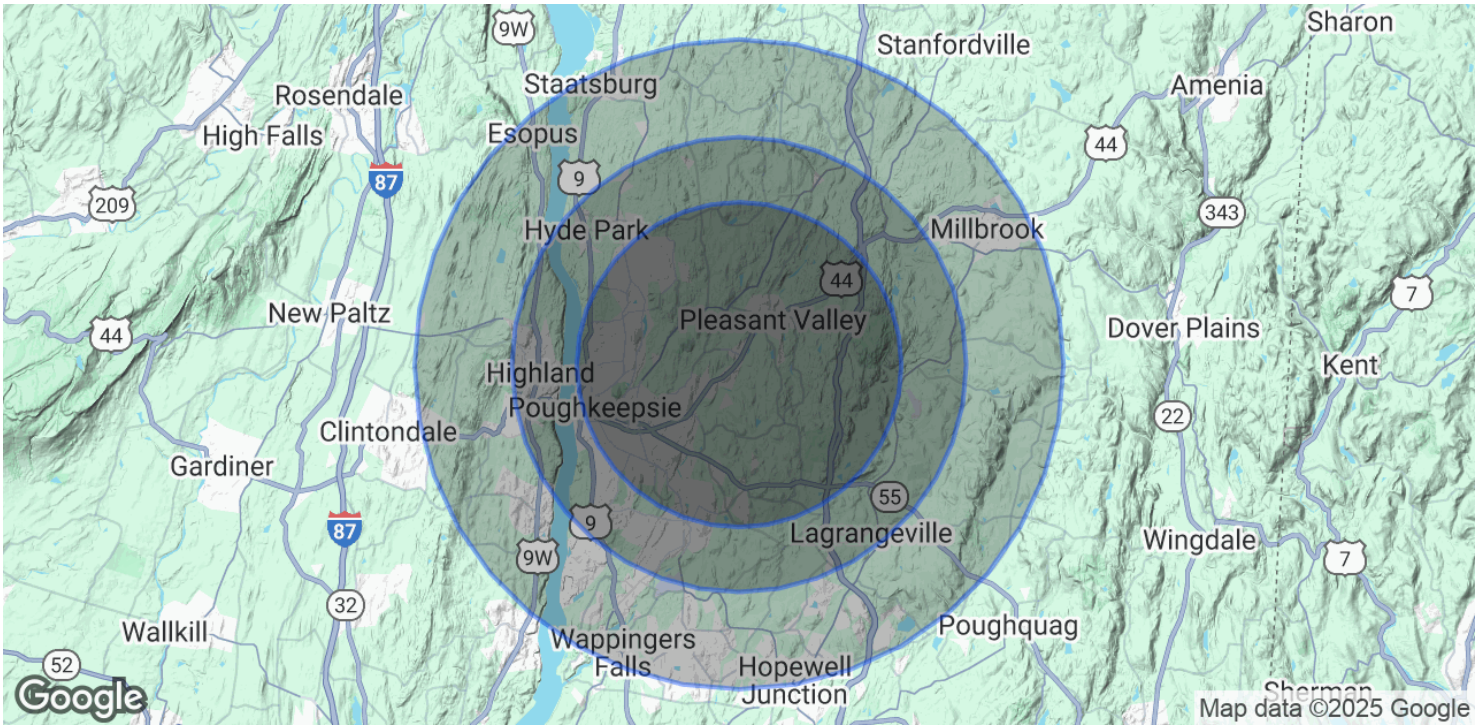 Sharon
9W
Stanfordville
Staatsburg
Amenia
Rosendale
High Falls
Esopus
44
87
9
209
343
Hyde Park
Millbrook
44
7
New Paltz
Pleasant Valley
Dover Plains
44
Kent
Highland
Poughkeepsie
22
Clintondale
Gardiner
55
9
87
Lagrangeville
Wingdale
9W
7
32
Wallkill
Poughquag
Wappingers
Falls
52
Hopewell
Junction
Sherman
Google
Map data ©2025 Google